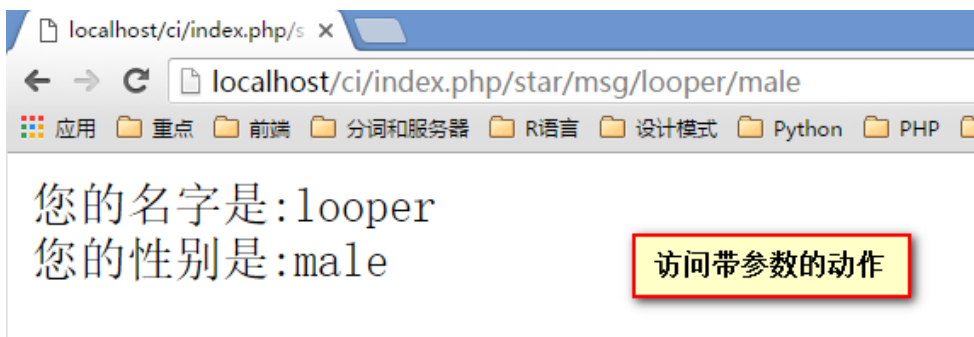 localhost/ci/index.php/s
localhost/ci/index.php/star/msg/looper/male
应用 重点 前端 分词和服务器 R语言 设计模式 Python PHP
您的名字是:looper
您的性别是:male
访问带参数的动作